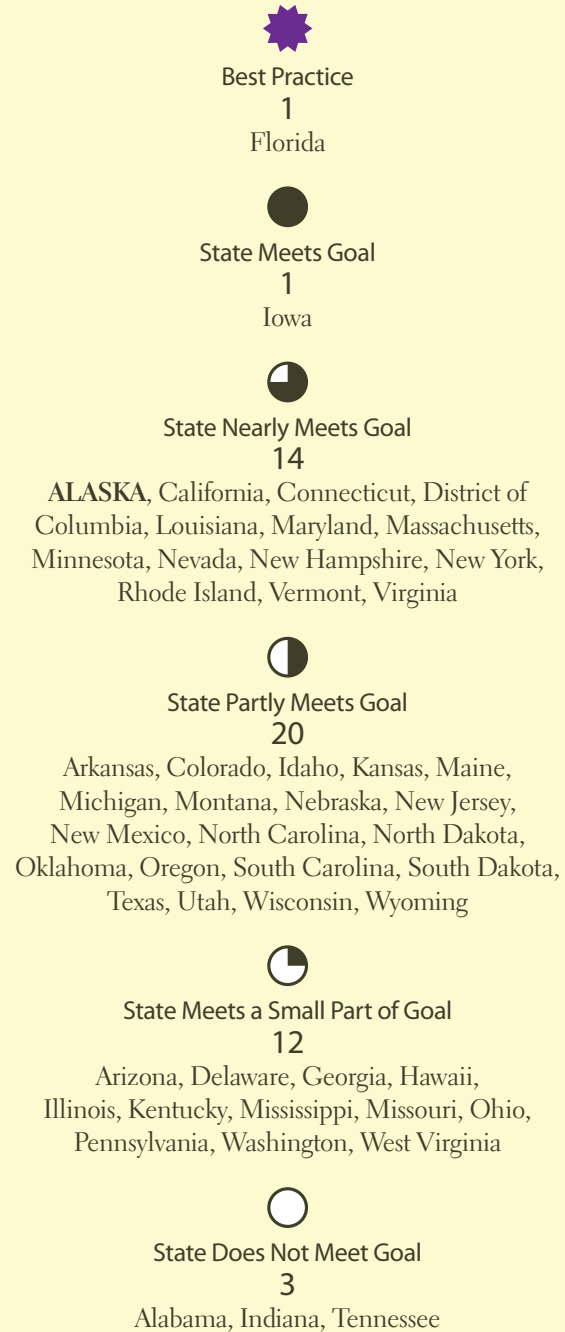 Best Practice
1
Florida
State Meets Goal
1
Iowa
State Nearly Meets Goal
14
ALASKA, California, Connecticut, District of
Columbia, Louisiana, Maryland, Massachusetts,
Minnesota, Nevada, New Hampshire, New York,
Rhode Island, Vermont, Virginia
State Partly Meets Goal
20
Arkansas, Colorado, Idaho, Kansas, Maine,
Michigan, Montana, Nebraska, New Jersey,
New Mexico, North Carolina, North Dakota,
Oklahoma, Oregon, South Carolina, South Dakota,
Texas, Utah, Wisconsin, Wyoming
State Meets a Small Part of Goal
12
Arizona, Delaware, Georgia, Hawaii,
Illinois, Kentucky, Mississippi, Missouri, Ohio,
Pennsylvania, Washington, West Virginia
State Does Not Meet Goal
3
Alabama, Indiana, Tennessee